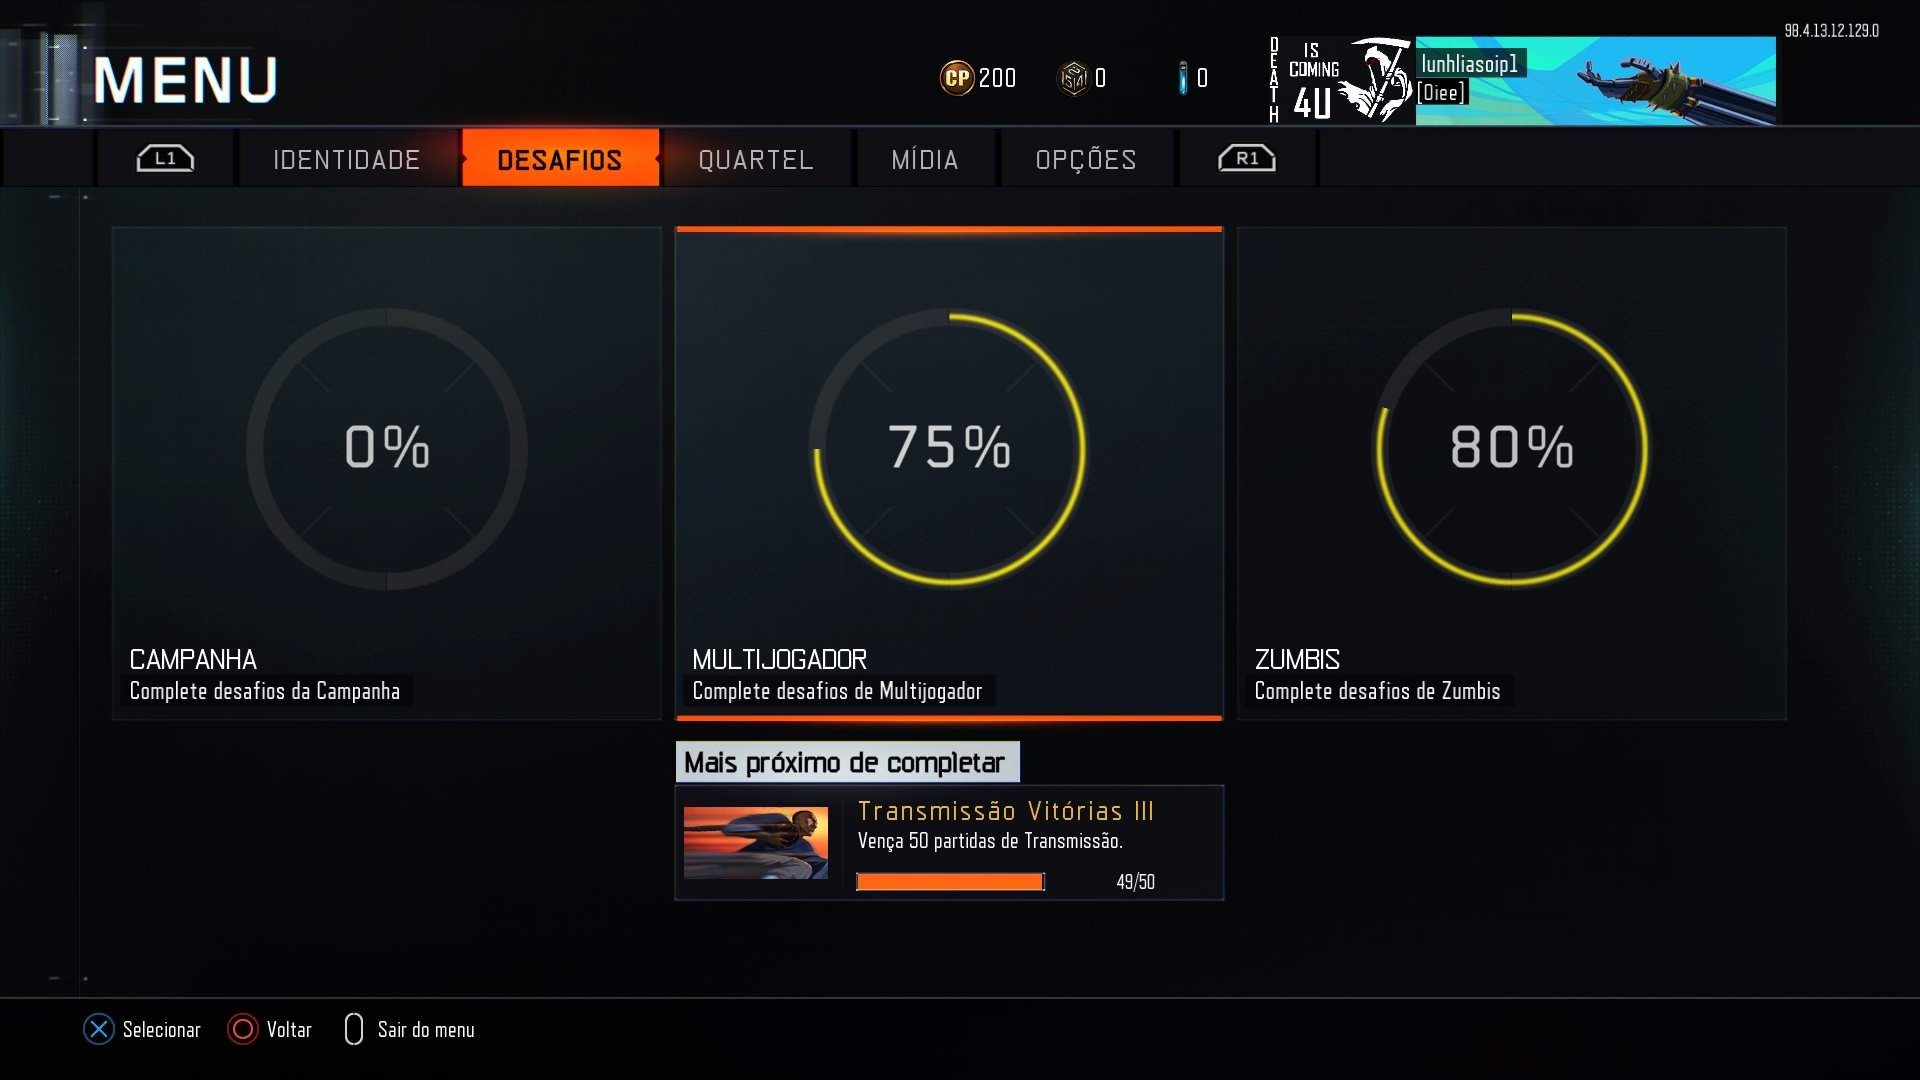 98.4.13.12.129.0
MENU
CP 200
0
0
DEATH
IS
COMING
4U
lunhliasoip1
[Oiee]
L1
IDENTIDADE
DESAFIOS
QUARTEL
MÍDIA
OPÇÕES
R1
0%
75%
80%
CAMPANHA
Complete desafios da Campanha
MULTIJOGADOR
Complete desafios de Multijogador
ZUMBIS
Complete desafios de Zumbis
Mais próximo de completar
Transmissão Vitórias III
Vença 50 partidas de Transmissão.
49/50
Selecionar
Voltar
Sair do menu